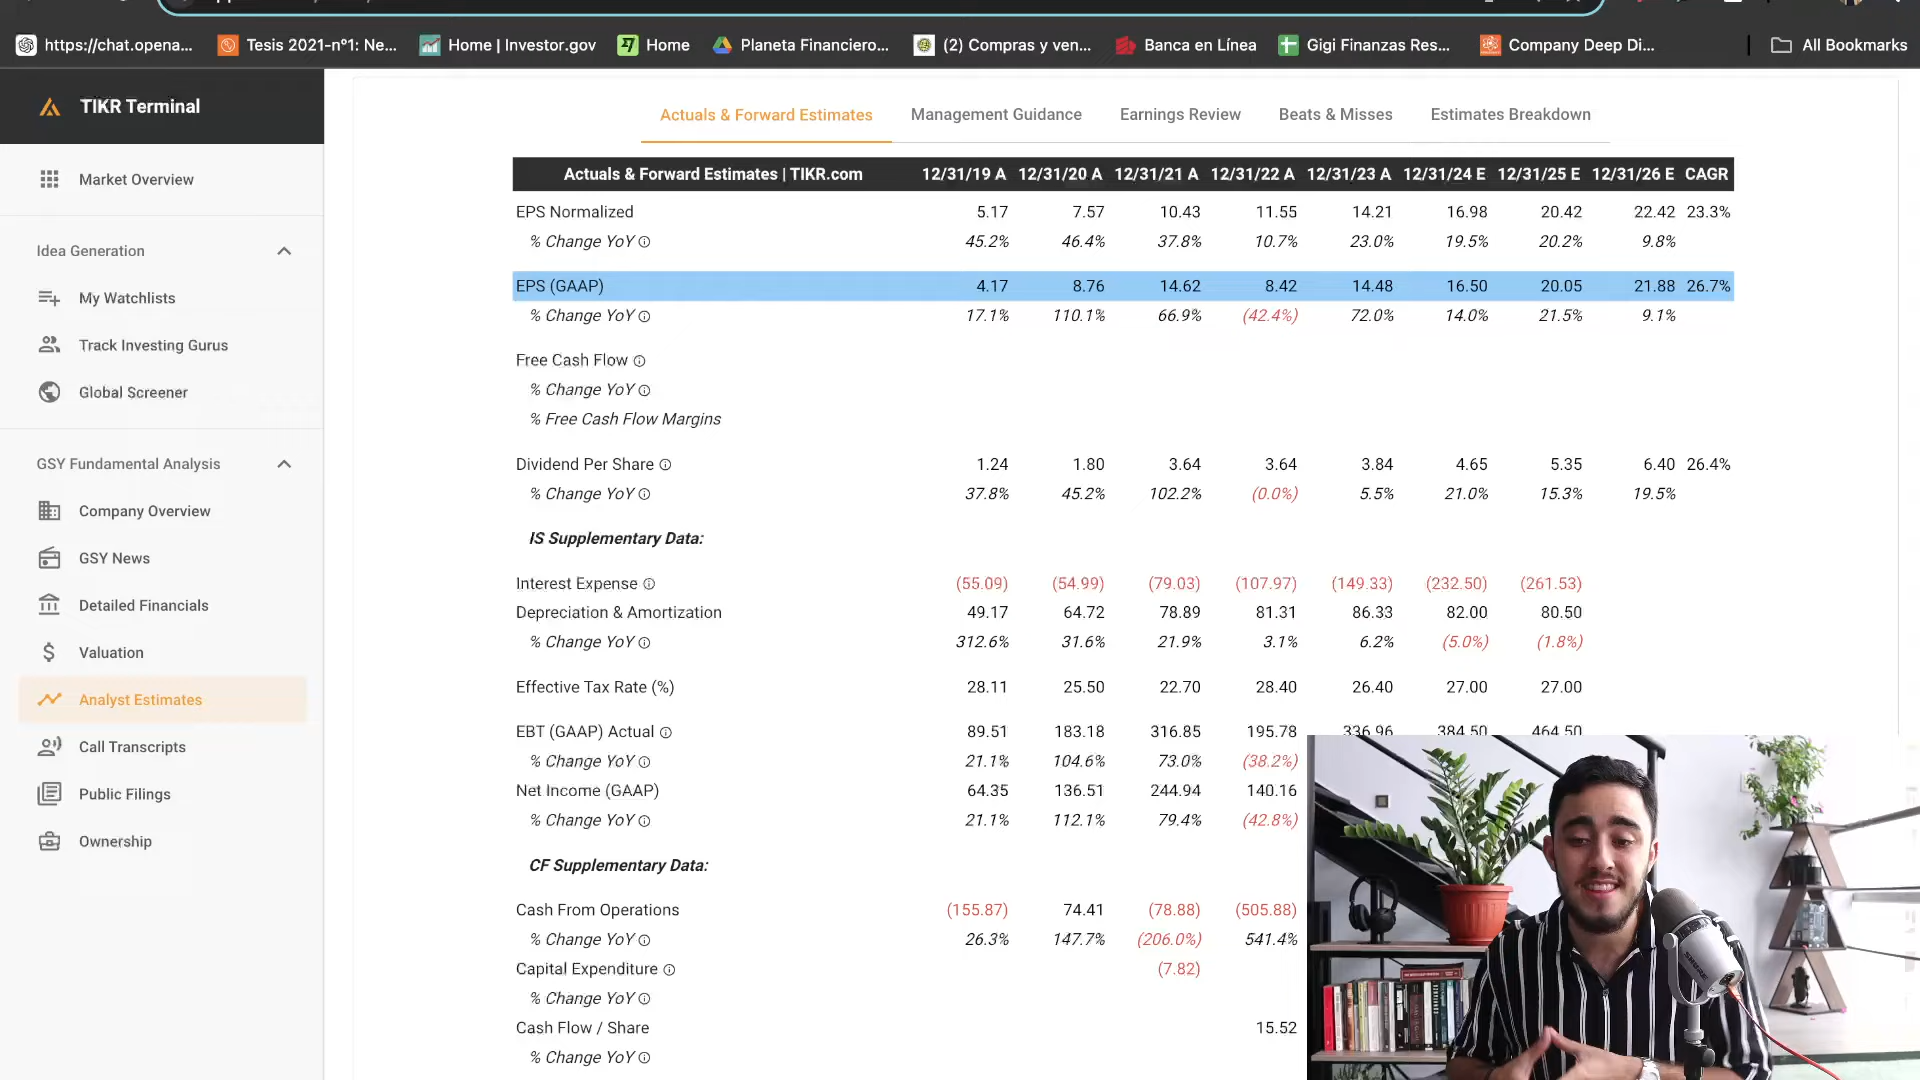 https://chat.opena...
Tesis 2021-nº1: Ne...
Home | Investor.gov
Home
Planeta Financiero...
(2) Compras y ven...
Banca en Línea
Gigi Finanzas Res...
Company Deep Di...
All Bookmarks
TIKR Terminal
Market Overview
Idea Generation
My Watchlists
Track Investing Gurus
Global Screener
GSY Fundamental Analysis
Company Overview
GSY News
Detailed Financials
Valuation
Analyst Estimates
Call Transcripts
Public Filings
Ownership
Actuals & Forward Estimates Management Guidance Earnings Review Beats & Misses Estimates Breakdown
Actuals & Forward Estimates | TIKR.com 12/31/19 A 12/31/20 A 12/31/21 A 12/31/22 A 12/31/23 A 12/31/24 E 12/31/25 E 12/31/26 E CAGR
EPS Normalized 5.17 7.57 10.43 11.55 14.21 16.98 20.42 22.42 23.3%
% Change YoY 45.2% 46.4% 37.8% 10.7% 23.0% 19.5% 20.2% 9.8%
EPS (GAAP) 4.17 8.76 14.62 8.42 14.48 16.50 20.05 21.88 26.7%
% Change YoY 17.1% 110.1% 66.9% (42.4%) 72.0% 14.0% 21.5% 9.1%
Free Cash Flow
% Change YoY
% Free Cash Flow Margins
Dividend Per Share 1.24 1.80 3.64 3.64 3.84 4.65 5.35 6.40 26.4%
% Change YoY 37.8% 45.2% 102.2% (0.0%) 5.5% 21.0% 15.3% 19.5%
IS Supplementary Data:
Interest Expense (55.09) (54.99) (79.03) (107.97) (149.33) (232.50) (261.53)
Depreciation & Amortization 49.17 64.72 78.89 81.31 86.33 82.00 80.50
% Change YoY 312.6% 31.6% 21.9% 3.1% 6.2% (5.0%) (1.8%)
Effective Tax Rate (%) 28.11 25.50 22.70 28.40 26.40 27.00 27.00
EBT (GAAP) Actual 89.51 183.18 316.85 195.78 336.96 384.50 464.50
% Change YoY 21.1% 104.6% 73.0% (38.2%)
Net Income (GAAP) 64.35 136.51 244.94 140.16
% Change YoY 21.1% 112.1% 79.4% (42.8%)
CF Supplementary Data:
Cash From Operations (155.87) 74.41 (78.88) (505.88)
% Change YoY 26.3% 147.7% (206.0%) 541.4%
Capital Expenditure (7.82)
% Change YoY
Cash Flow / Share 15.52
% Change YoY
SHURE